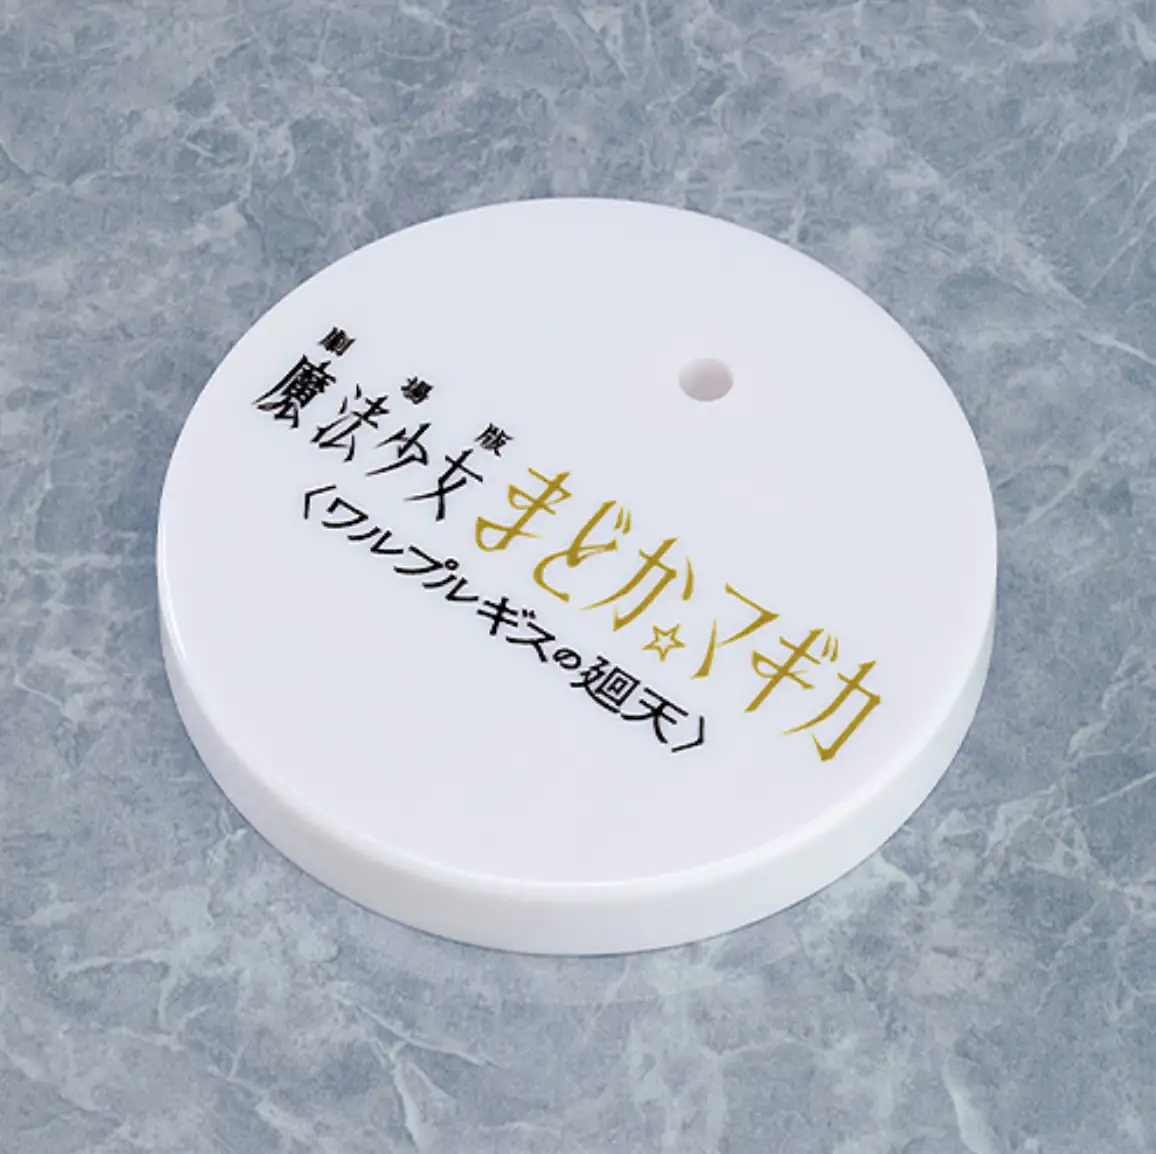 劇場版
魔法少女まどか☆マギカ
〈ワルプルギスの廻天〉